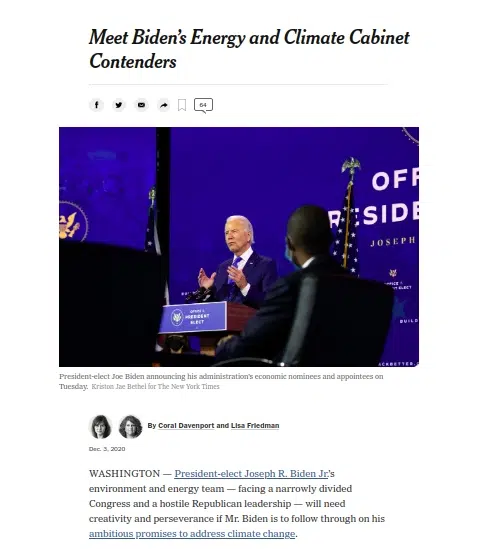 Meet Biden's Energy and Climate Cabinet
Contenders
64
OFF
RESIDE
JOSEPH
OFFICE OF
PRESIDENT
ELECT
T ELECT
BUILD
ACKBETTER.C
President-elect Joe Biden announcing his administration's economic nominees and appointees on
Tuesday. Kriston Jae Bethel for The New York Times
By Coral Davenport and Lisa Friedman
Dec. 3, 2020
WASHINGTON — President-elect Joseph R. Biden Jr.'s
environment and energy team — facing a narrowly divided
Congress and a hostile Republican leadership — will need
creativity and perseverance if Mr. Biden is to follow through on his
ambitious promises to address climate change.